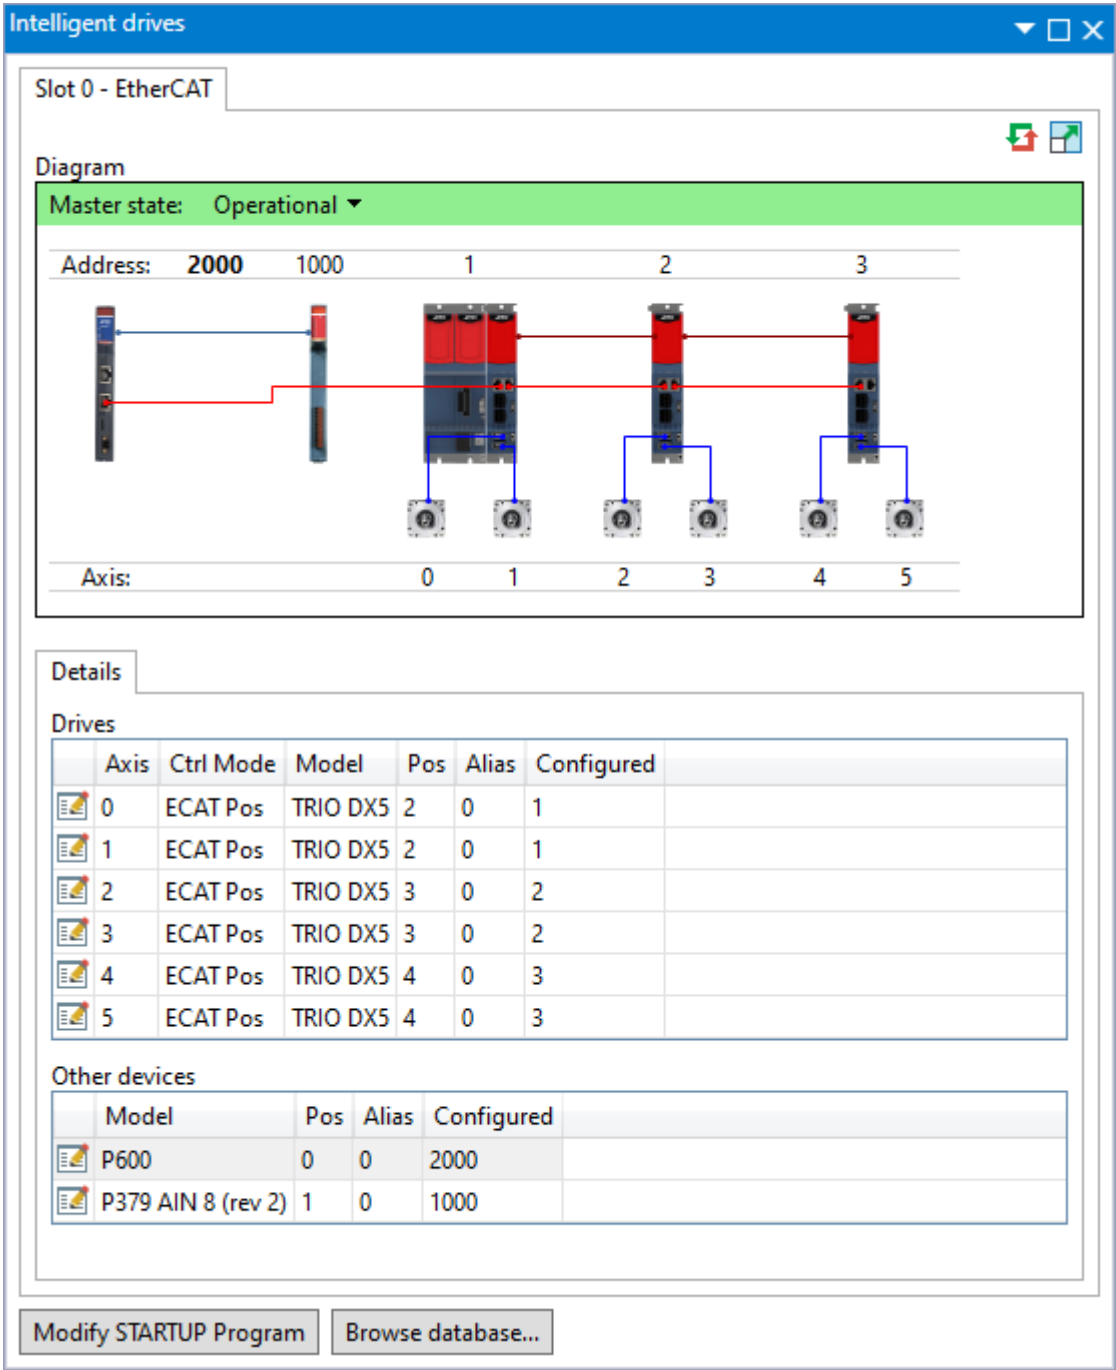 Intelligent drives
Slot 0 - EtherCAT
Diagram
Master state: Operational
Address: 2000 1000 1 2 3
Axis: 0 1 2 3 4 5
Details
Drives
Axis Ctrl Mode Model Pos Alias Configured
0 ECAT Pos TRIO DX5 2 0 1
1 ECAT Pos TRIO DX5 2 0 1
2 ECAT Pos TRIO DX5 3 0 2
3 ECAT Pos TRIO DX5 3 0 2
4 ECAT Pos TRIO DX5 4 0 3
5 ECAT Pos TRIO DX5 4 0 3
Other devices
Model Pos Alias Configured
P600 0 0 2000
P379 AIN 8 (rev 2) 1 0 1000
Modify STARTUP Program Browse database...